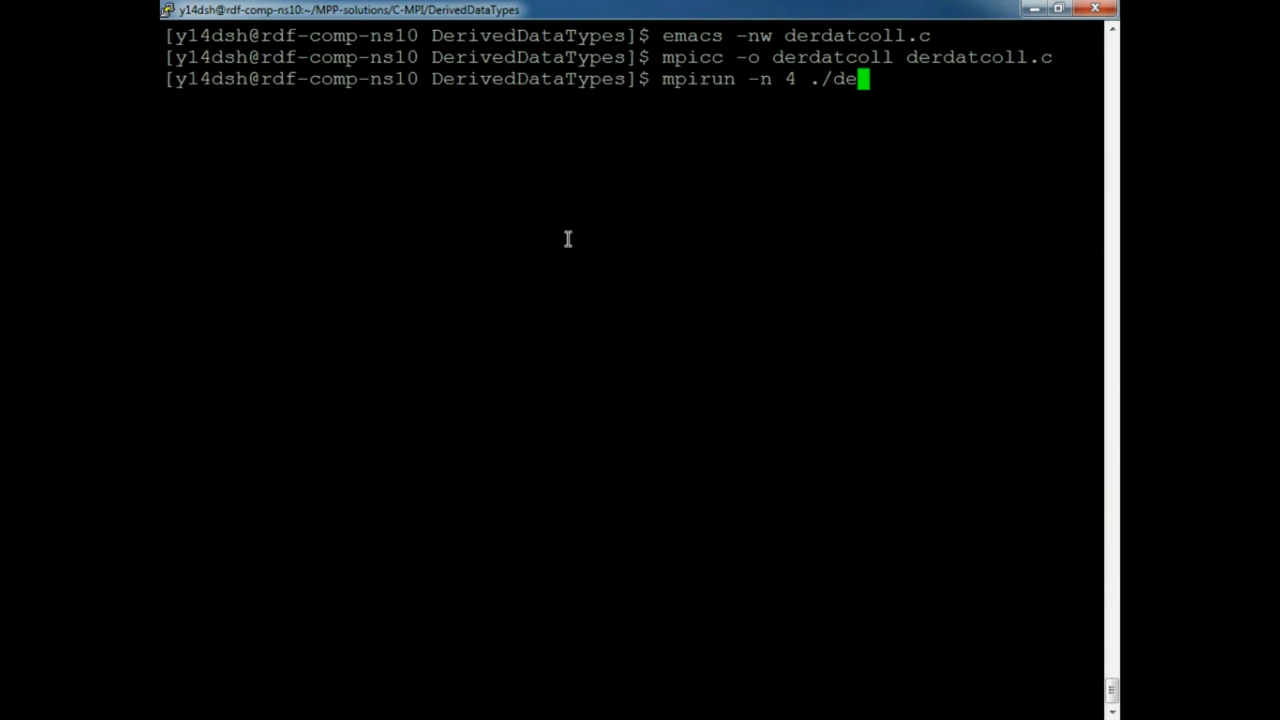 y14dsh@rdf-comp-ns10:~/MPP-solutions/C-MPI/DerivedDataTypes
[y14dsh@rdf-comp-ns10 DerivedDataTypes]$ emacs -nw derdatcoll.c
[y14dsh@rdf-comp-ns10 DerivedDataTypes]$ mpicc -o derdatcoll derdatcoll.c
[y14dsh@rdf-comp-ns10 DerivedDataTypes]$ mpirun -n 4 ./de